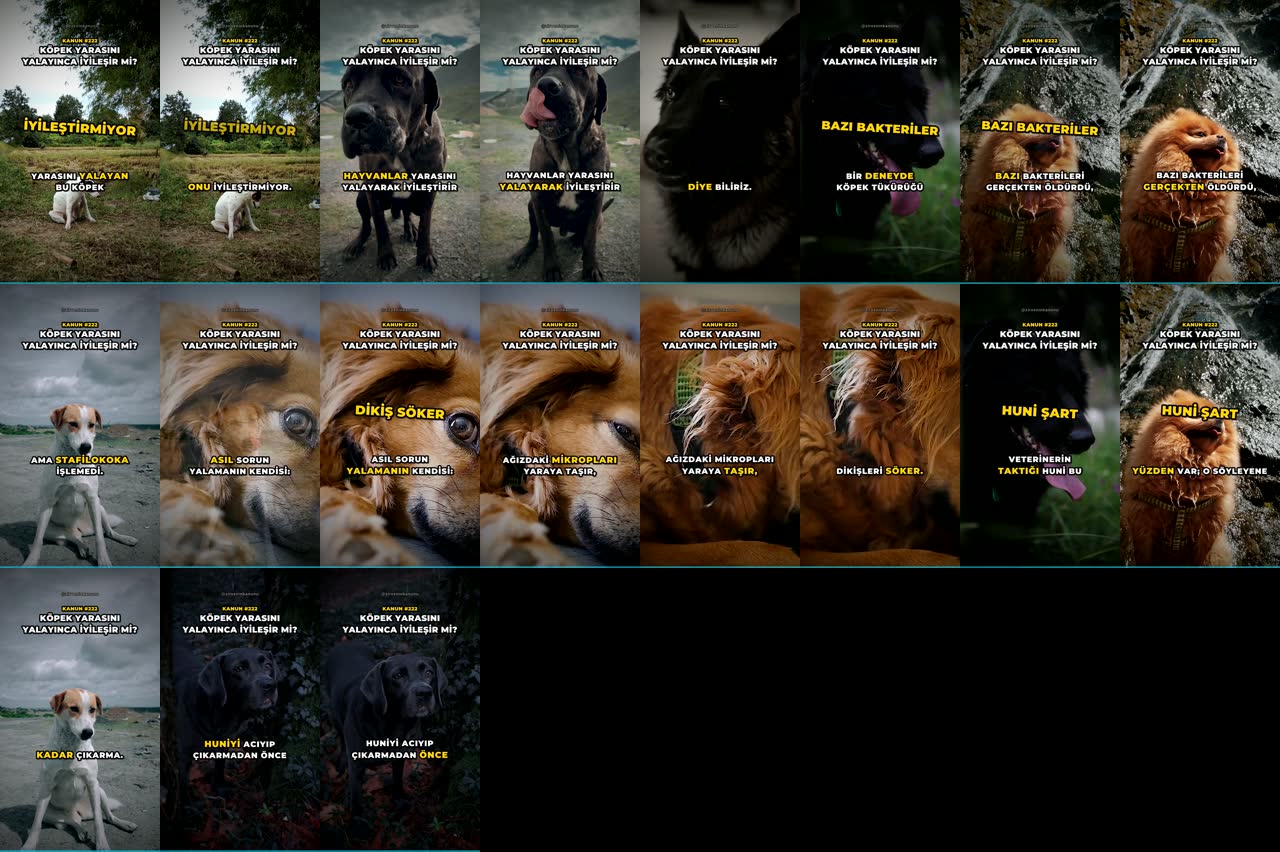 KANUN #222
KÖPEK YARASINI
YALAYINCA İYİLEŞİR Mİ?
İYİLEŞTİRMİYOR
YARASINI YALAYAN
BU KÖPEK
KANUN #222
KÖPEK YARASINI
YALAYINCA İYİLEŞİR Mİ?
İYİLEŞTİRMİYOR
ONU İYİLEŞTİRMİYOR.
KANUN #222
KÖPEK YARASINI
YALAYINCA İYİLEŞİR Mİ?
HAYVANLAR YARASINI
YALAYARAK İYİLEŞTİRİR
KANUN #222
KÖPEK YARASINI
YALAYINCA İYİLEŞİR Mİ?
HAYVANLAR YARASINI
YALAYARAK İYİLEŞTİRİR
KANUN #222
KÖPEK YARASINI
YALAYINCA İYİLEŞİR Mİ?
DİYE BİLİRİZ.
KANUN #222
KÖPEK YARASINI
YALAYINCA İYİLEŞİR Mİ?
BAZI BAKTERİLER
BİR DENEYDE
KÖPEK TÜKÜRÜĞÜ
KANUN #222
KÖPEK YARASINI
YALAYINCA İYİLEŞİR Mİ?
BAZI BAKTERİLER
BAZI BAKTERİLERİ
GERÇEKTEN ÖLDÜRDÜ,
KANUN #222
KÖPEK YARASINI
YALAYINCA İYİLEŞİR Mİ?
BAZI BAKTERİLERİ
GERÇEKTEN ÖLDÜRDÜ,
KANUN #222
KÖPEK YARASINI
YALAYINCA İYİLEŞİR Mİ?
AMA STAFİLOKOKA
İŞLEMEDİ.
KANUN #222
KÖPEK YARASINI
YALAYINCA İYİLEŞİR Mİ?
ASIL SORUN
YALAMANIN KENDİSİ:
KANUN #222
KÖPEK YARASINI
YALAYINCA İYİLEŞİR Mİ?
DİKİŞ SÖKER
ASIL SORUN
YALAMANIN KENDİSİ:
KANUN #222
KÖPEK YARASINI
YALAYINCA İYİLEŞİR Mİ?
AĞIZDAKİ MİKROPLARI
YARAYA TAŞIR,
KANUN #222
KÖPEK YARASINI
YALAYINCA İYİLEŞİR Mİ?
AĞIZDAKİ MİKROPLARI
YARAYA TAŞIR,
KANUN #222
KÖPEK YARASINI
YALAYINCA İYİLEŞİR Mİ?
DİKİŞLERİ SÖKER.
KANUN #222
KÖPEK YARASINI
YALAYINCA İYİLEŞİR Mİ?
HUNİ ŞART
VETERİNERİN
TAKTIĞI HUNİ BU
KANUN #222
KÖPEK YARASINI
YALAYINCA İYİLEŞİR Mİ?
HUNİ ŞART
YÜZDEN VAR; O SÖYLEYENE
KANUN #222
KÖPEK YARASINI
YALAYINCA İYİLEŞİR Mİ?
KADAR ÇIKARMA.
KANUN #222
KÖPEK YARASINI
YALAYINCA İYİLEŞİR Mİ?
HUNİYİ ACIYIP
ÇIKARMADAN ÖNCE
KANUN #222
KÖPEK YARASINI
YALAYINCA İYİLEŞİR Mİ?
HUNİYİ ACIYIP
ÇIKARMADAN ÖNCE